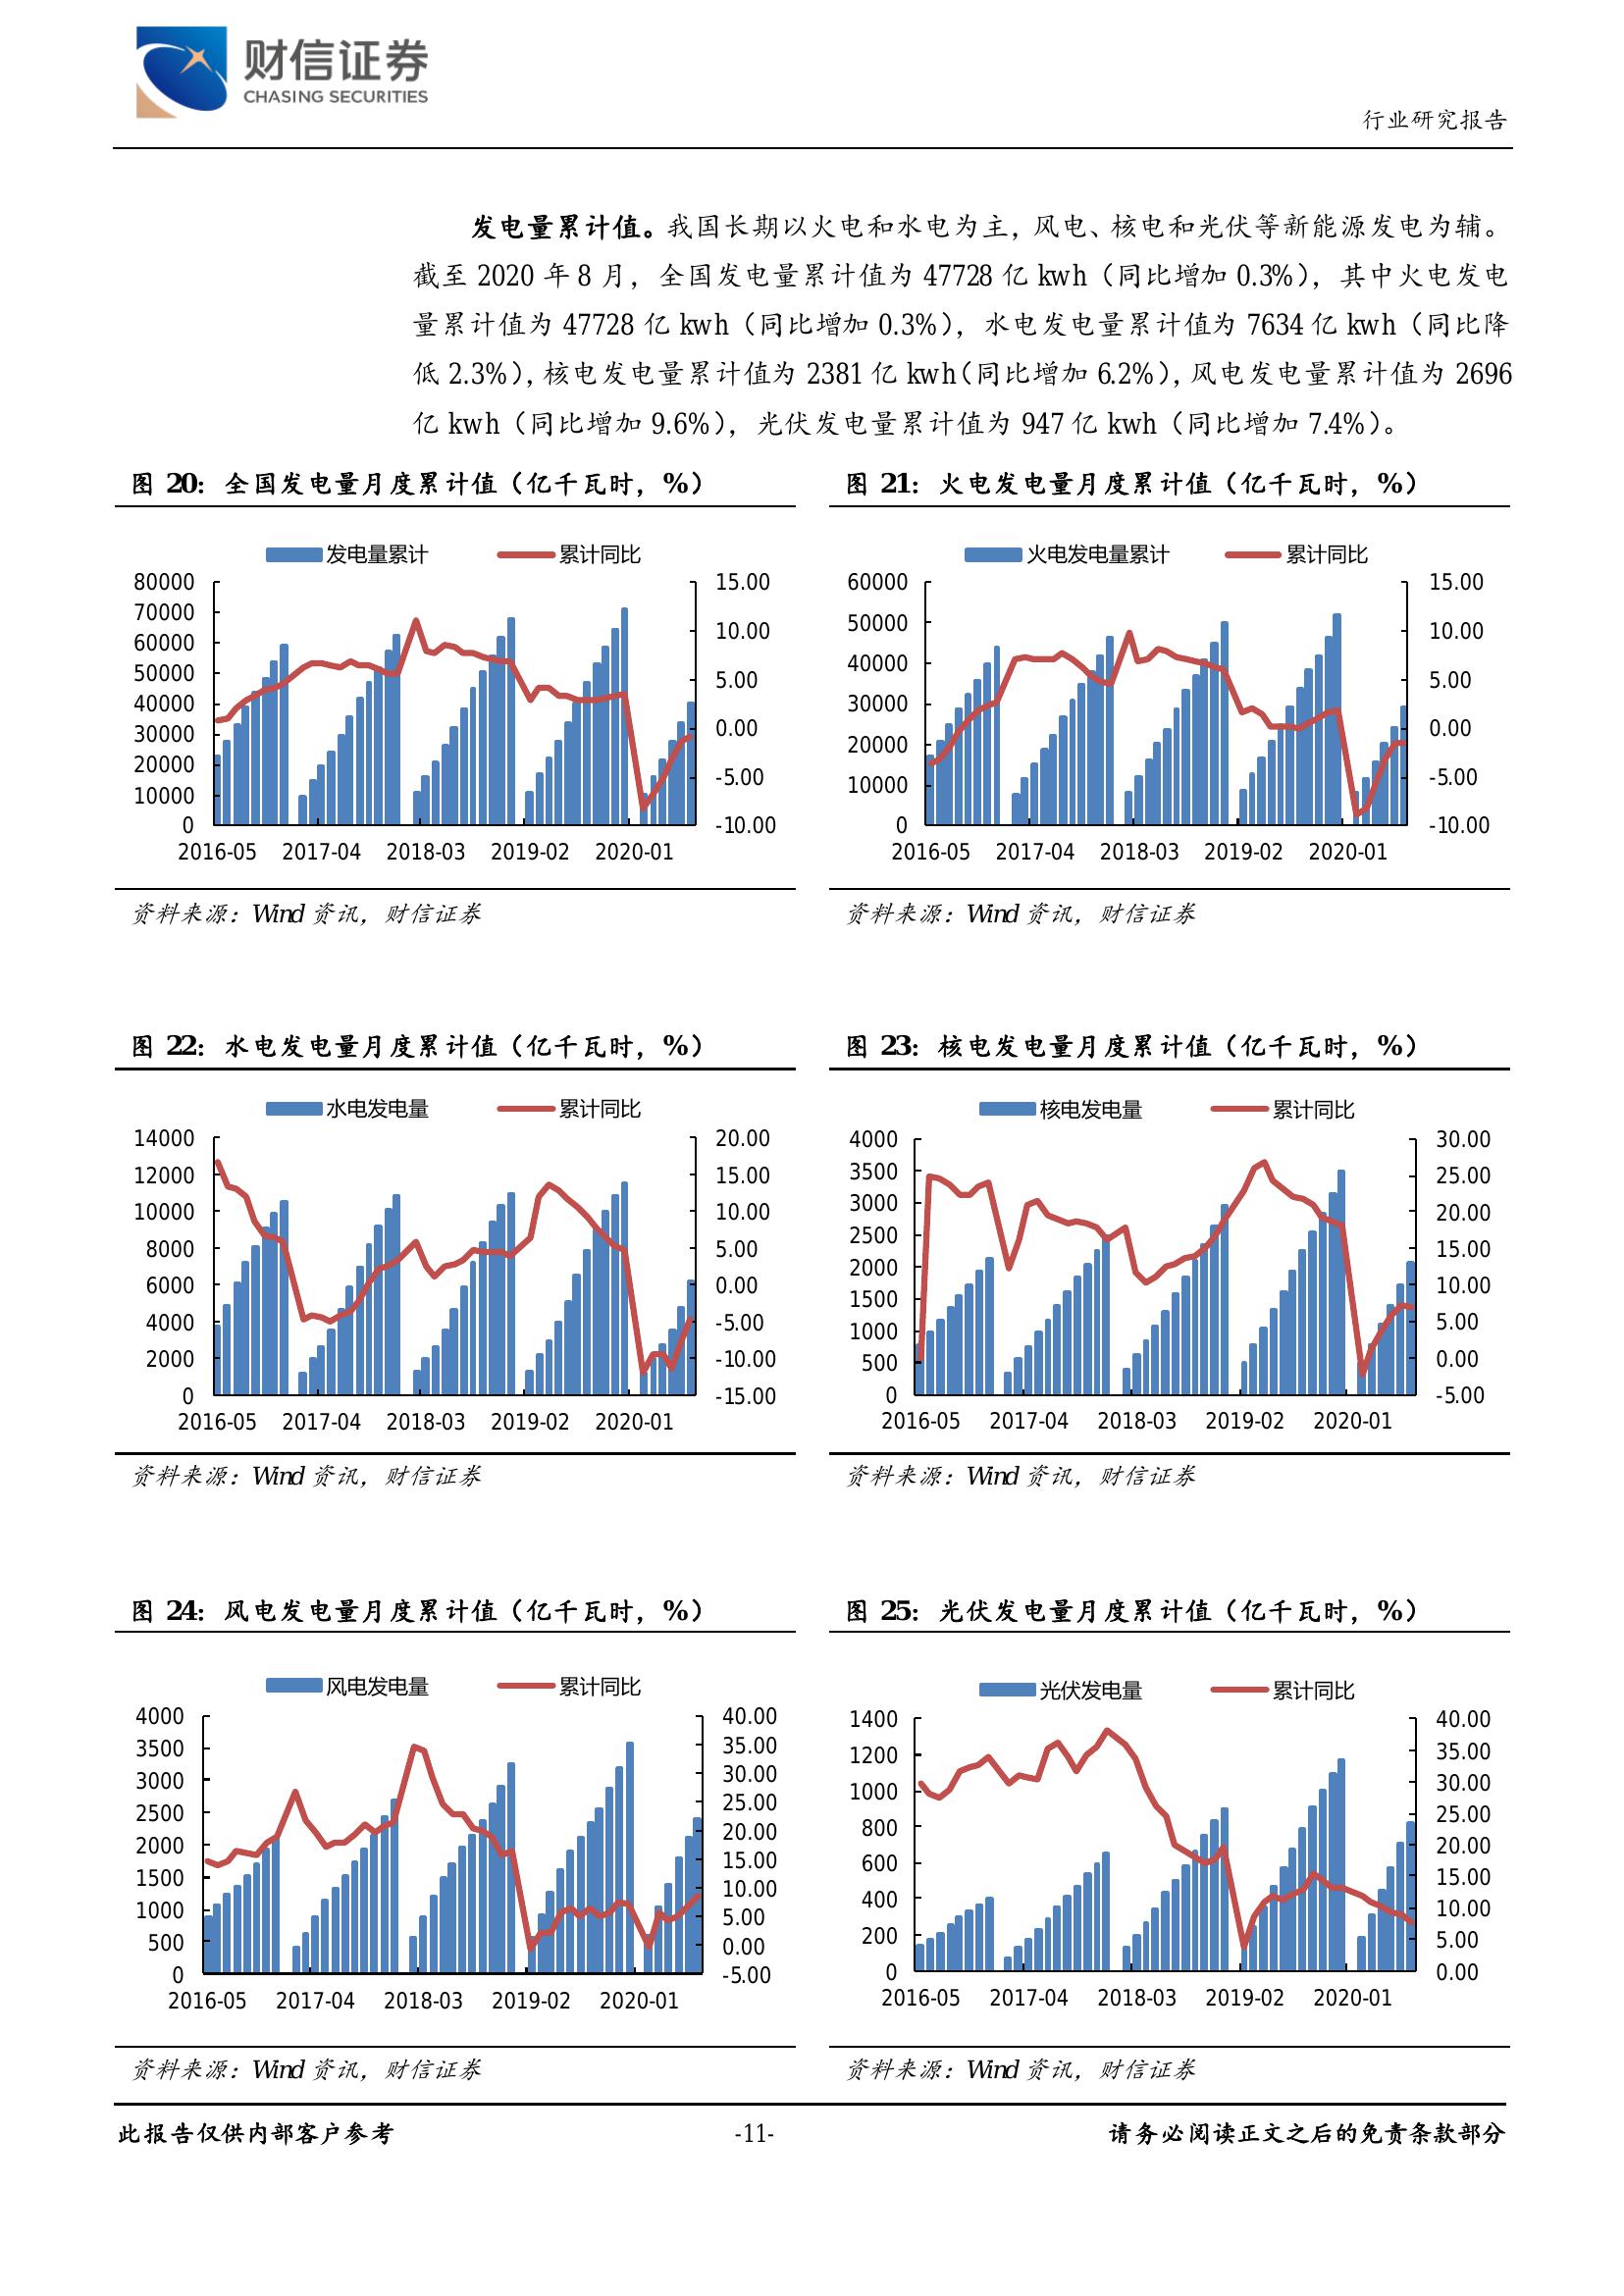 财信证券
CHASING SECURITIES
行业研究报告
发电量累计值。我国长期以火电和水电为主，风电、核电和光伏等新能源发电为辅。
截至 2020 年 8 月，全国发电量累计值为 47728 亿 kwh（同比增加 0.3%），其中火电发电
量累计值为 47728 亿 kwh（同比增加 0.3%），水电发电量累计值为 7634 亿 kwh（同比降
低 2.3%），核电发电量累计值为 2381 亿 kwh（同比增加 6.2%），风电发电量累计值为 2696
亿 kwh（同比增加 9.6%），光伏发电量累计值为 947 亿 kwh（同比增加 7.4%）。
图 20：全国发电量月度累计值（亿千瓦时，%）
发电量累计 累计同比
80000 15.00
70000
60000 10.00
50000 5.00
40000
30000 0.00
20000 -5.00
10000
0 -10.00
2016-05 2017-04 2018-03 2019-02 2020-01
资料来源：Wind 资讯，财信证券
图 21：火电发电量月度累计值（亿千瓦时，%）
火电发电量累计 累计同比
60000 15.00
50000 10.00
40000 5.00
30000 0.00
20000 -5.00
10000
0 -10.00
2016-05 2017-04 2018-03 2019-02 2020-01
资料来源：Wind 资讯，财信证券
图 22：水电发电量月度累计值（亿千瓦时，%）
水电发电量 累计同比
14000 20.00
12000 15.00
10000 10.00
8000 5.00
6000 0.00
4000 -5.00
2000 -10.00
0 -15.00
2016-05 2017-04 2018-03 2019-02 2020-01
资料来源：Wind 资讯，财信证券
图 23：核电发电量月度累计值（亿千瓦时，%）
核电发电量 累计同比
4000 30.00
3500 25.00
3000 20.00
2500 15.00
2000
1500 10.00
1000 5.00
500 0.00
0 -5.00
2016-05 2017-04 2018-03 2019-02 2020-01
资料来源：Wind 资讯，财信证券
图 24：风电发电量月度累计值（亿千瓦时，%）
风电发电量 累计同比
4000 40.00
3500 35.00
3000 30.00
2500 25.00
2000 20.00
1500 15.00
1000 10.00
500 5.00
0.00
0 -5.00
2016-05 2017-04 2018-03 2019-02 2020-01
资料来源：Wind 资讯，财信证券
图 25：光伏发电量月度累计值（亿千瓦时，%）
光伏发电量 累计同比
1400 40.00
1200 35.00
1000 30.00
800 25.00
600 20.00
15.00
400 10.00
200 5.00
0 0.00
2016-05 2017-04 2018-03 2019-02 2020-01
资料来源：Wind 资讯，财信证券
此报告仅供内部客户参考 -11- 请务必阅读正文之后的免责条款部分